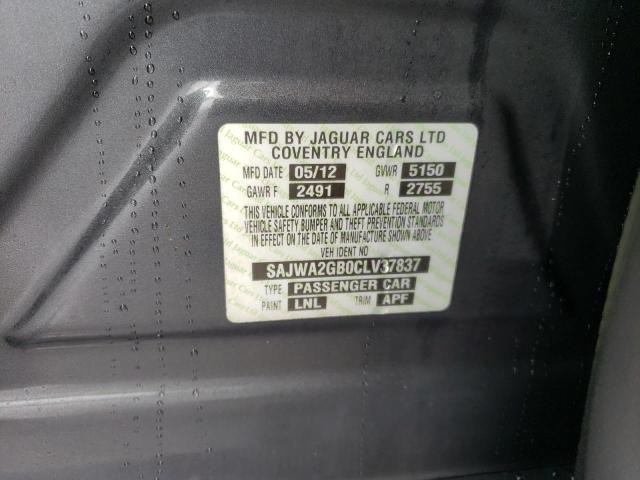 MFD BY JAGUAR CARS LTD
COVENTRY ENGLAND
MFD DATE 05/12 GVWR 5150
GAWR F 2491 R 2755
THIS VEHICLE CONFORMS TO ALL APPLICABLE FEDERAL MOTOR
VEHICLE SAFETY BUMPER AND THEFT PREVENTION STANDARDS
IN EFFECT ON THE DATE OF MANUFACTURE SHOWN ABOVE
VEH IDENT NO
SAJWA2GB0CLV37837
TYPE PASSENGER CAR
PAINT LNL TRIM APF